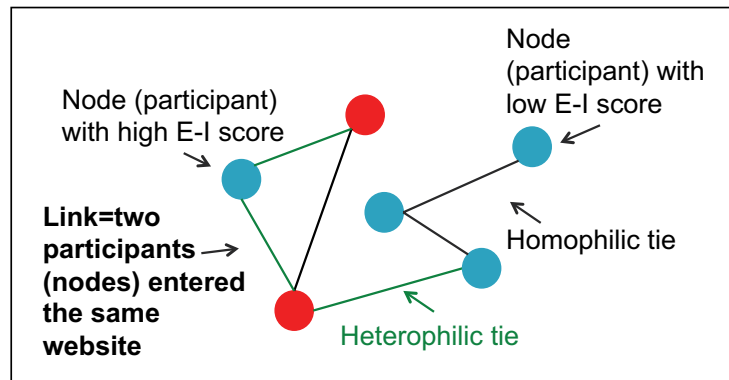 Node (participant)
with high E-I score
Node
(participant) with
low E-I score
Link=two
participants
(nodes) entered
the same
website
Homophilic tie
Heterophilic tie